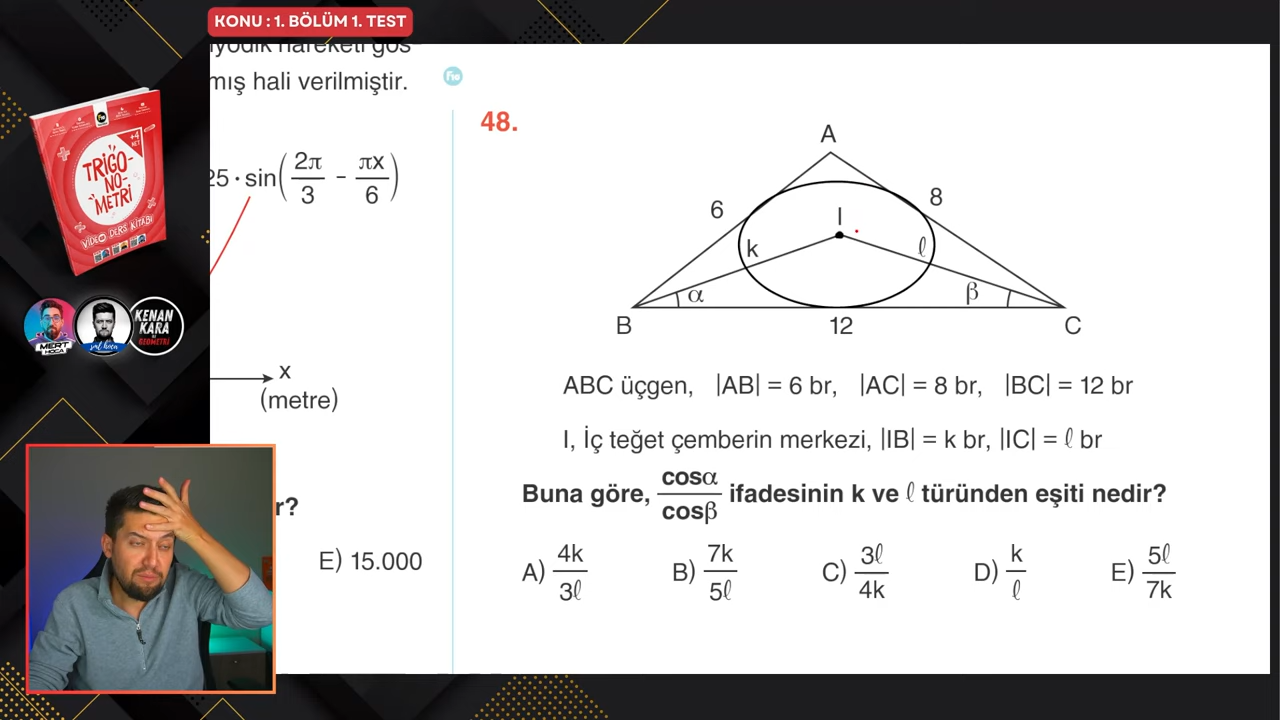 KONU : 1. BÖLÜM 1. TEST
mış hali verilmiştir.
25 · sin(2π/3 - πx/6)
x
(metre)
r?
E) 15.000
+4 NET
TRİGO-
NO-
METRİ
VİDEO DERS KİTABI
MERT
HOCA
KENAN
KARA
GEOMETRİ
48.
A
6
8
I
k
ℓ
α
β
B
12
C
ABC üçgen, |AB| = 6 br, |AC| = 8 br, |BC| = 12 br
I, İç teğet çemberin merkezi, |IB| = k br, |IC| = ℓ br
Buna göre, cosα/cosβ ifadesinin k ve ℓ türünden eşiti nedir?
A) 4k/3ℓ B) 7k/5ℓ C) 3ℓ/4k D) k/ℓ E) 5ℓ/7k